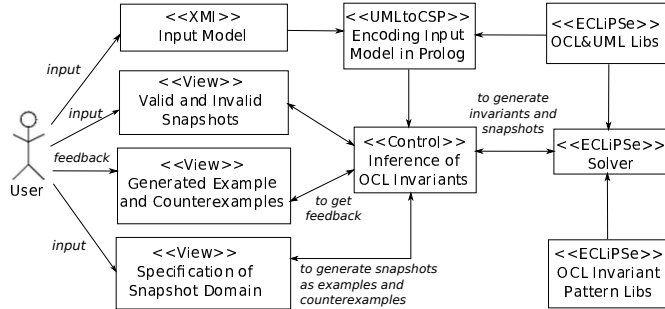 <<XMI>>
Input Model
<<UMLtoCSP>>
Encoding Input
Model in Prolog
<<ECLiPSe>>
OCL&UML Libs
input
<<View>>
Valid and Invalid
Snapshots
input
to generate
invariants and
snapshots
<<Control>>
Inference of
OCL Invariants
<<ECLiPSe>>
Solver
feedback
User
<<View>>
Generated Example
and Counterexamples
to get
feedback
input
<<View>>
Specification of
Snapshot Domain
to generate snapshots
as examples and
counterexamples
<<ECLiPSe>>
OCL Invariant
Pattern Libs